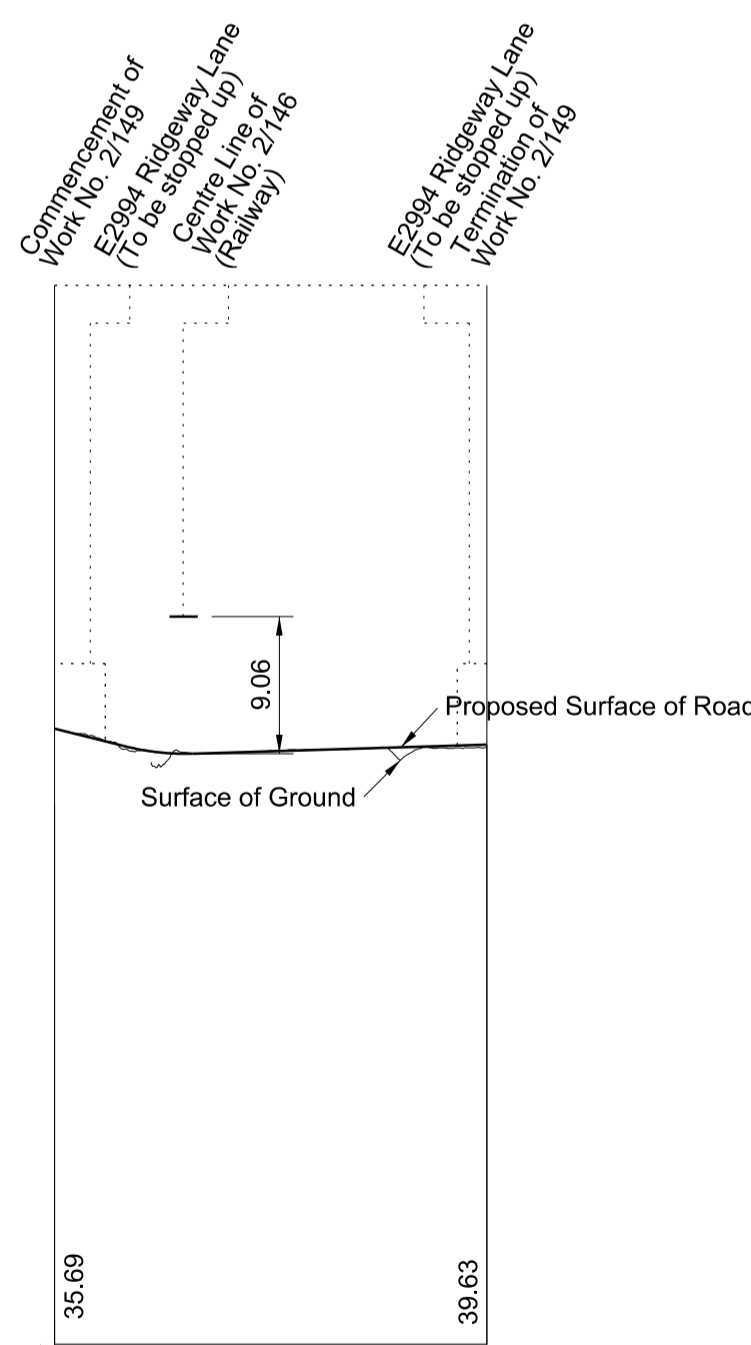 Commencement of
Work No. 2/149
E2994 Ridgeway Lane
(To be stopped up)
Centre Line of
Work No. 2/146
(Railway)
E2994 Ridgeway Lane
(To be stopped up)
Termination of
Work No. 2/149
9.06
Proposed Surface of Road
Surface of Ground
35.69
39.63